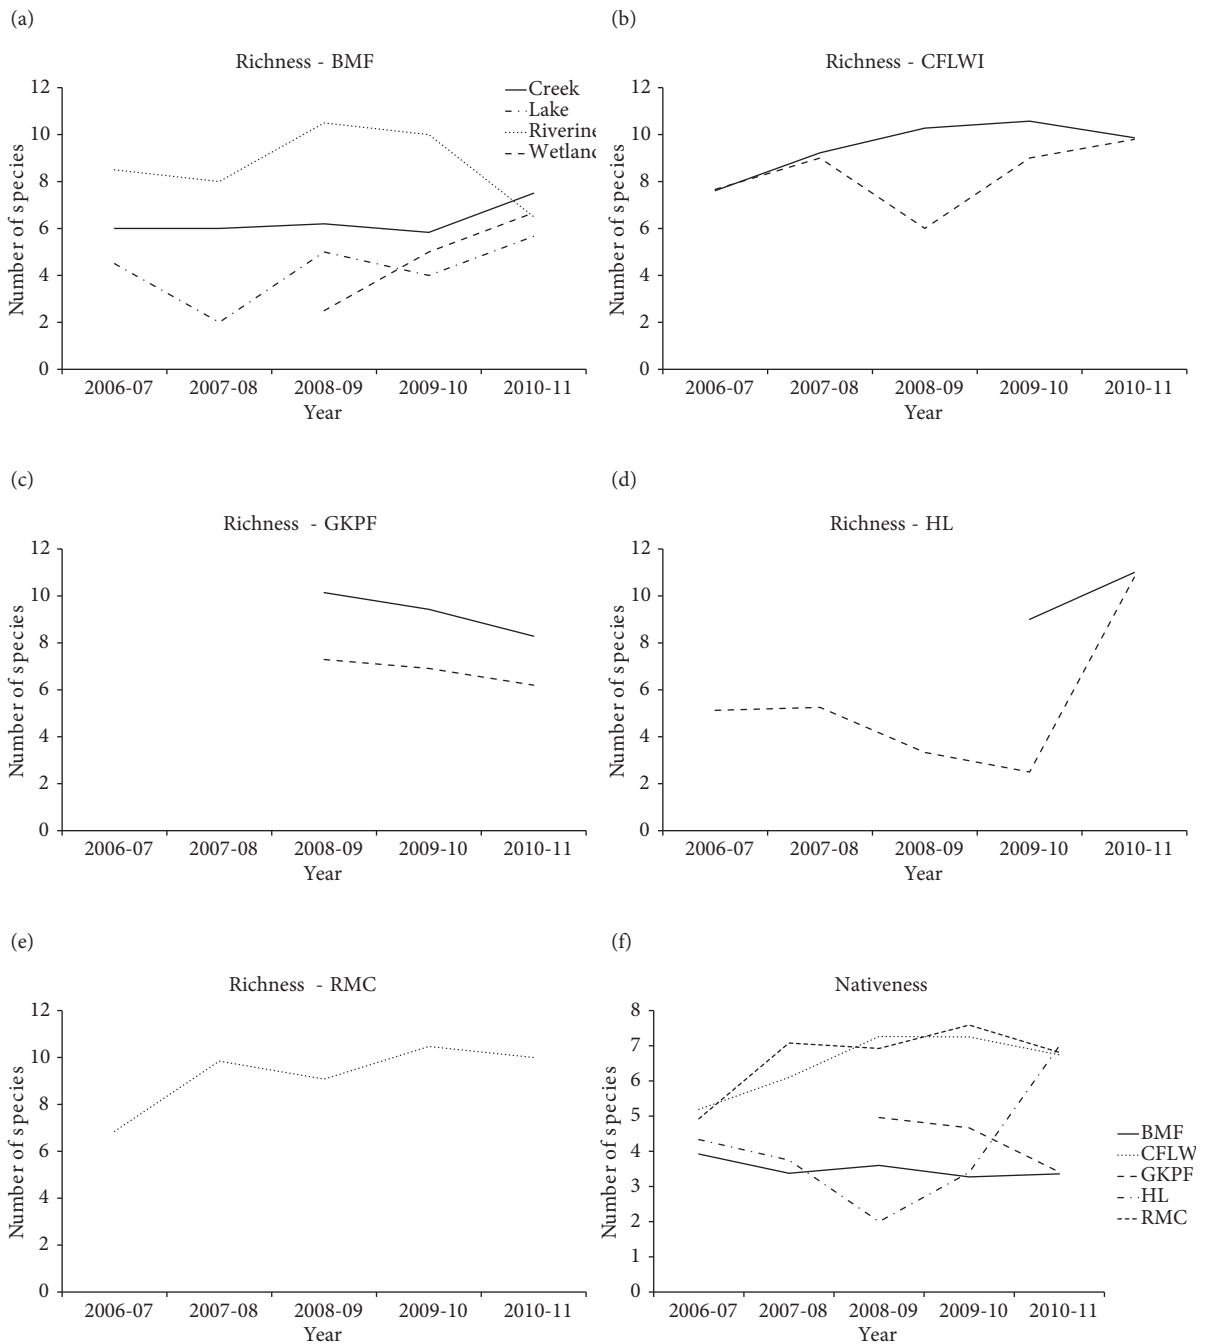 (a)
Richness - BMF
12
10
8
6
4
2
0
Number of species
Creek
Lake
Riverine
Wetlanc
2006-07 2007-08 2008-09 2009-10 2010-11
Year
(b)
Richness - CFLWI
12
10
8
6
4
2
0
Number of species
2006-07 2007-08 2008-09 2009-10 2010-11
Year
(c)
Richness - GKPF
12
10
8
6
4
2
0
Number of species
2006-07 2007-08 2008-09 2009-10 2010-11
Year
(d)
Richness - HL
12
10
8
6
4
2
0
Number of species
2006-07 2007-08 2008-09 2009-10 2010-11
Year
(e)
Richness - RMC
12
10
8
6
4
2
0
Number of species
2006-07 2007-08 2008-09 2009-10 2010-11
Year
(f)
Nativeness
8
7
6
5
4
3
2
1
0
Number of species
BMF
CFLW
GKPF
HL
RMC
2006-07 2007-08 2008-09 2009-10 2010-11
Year